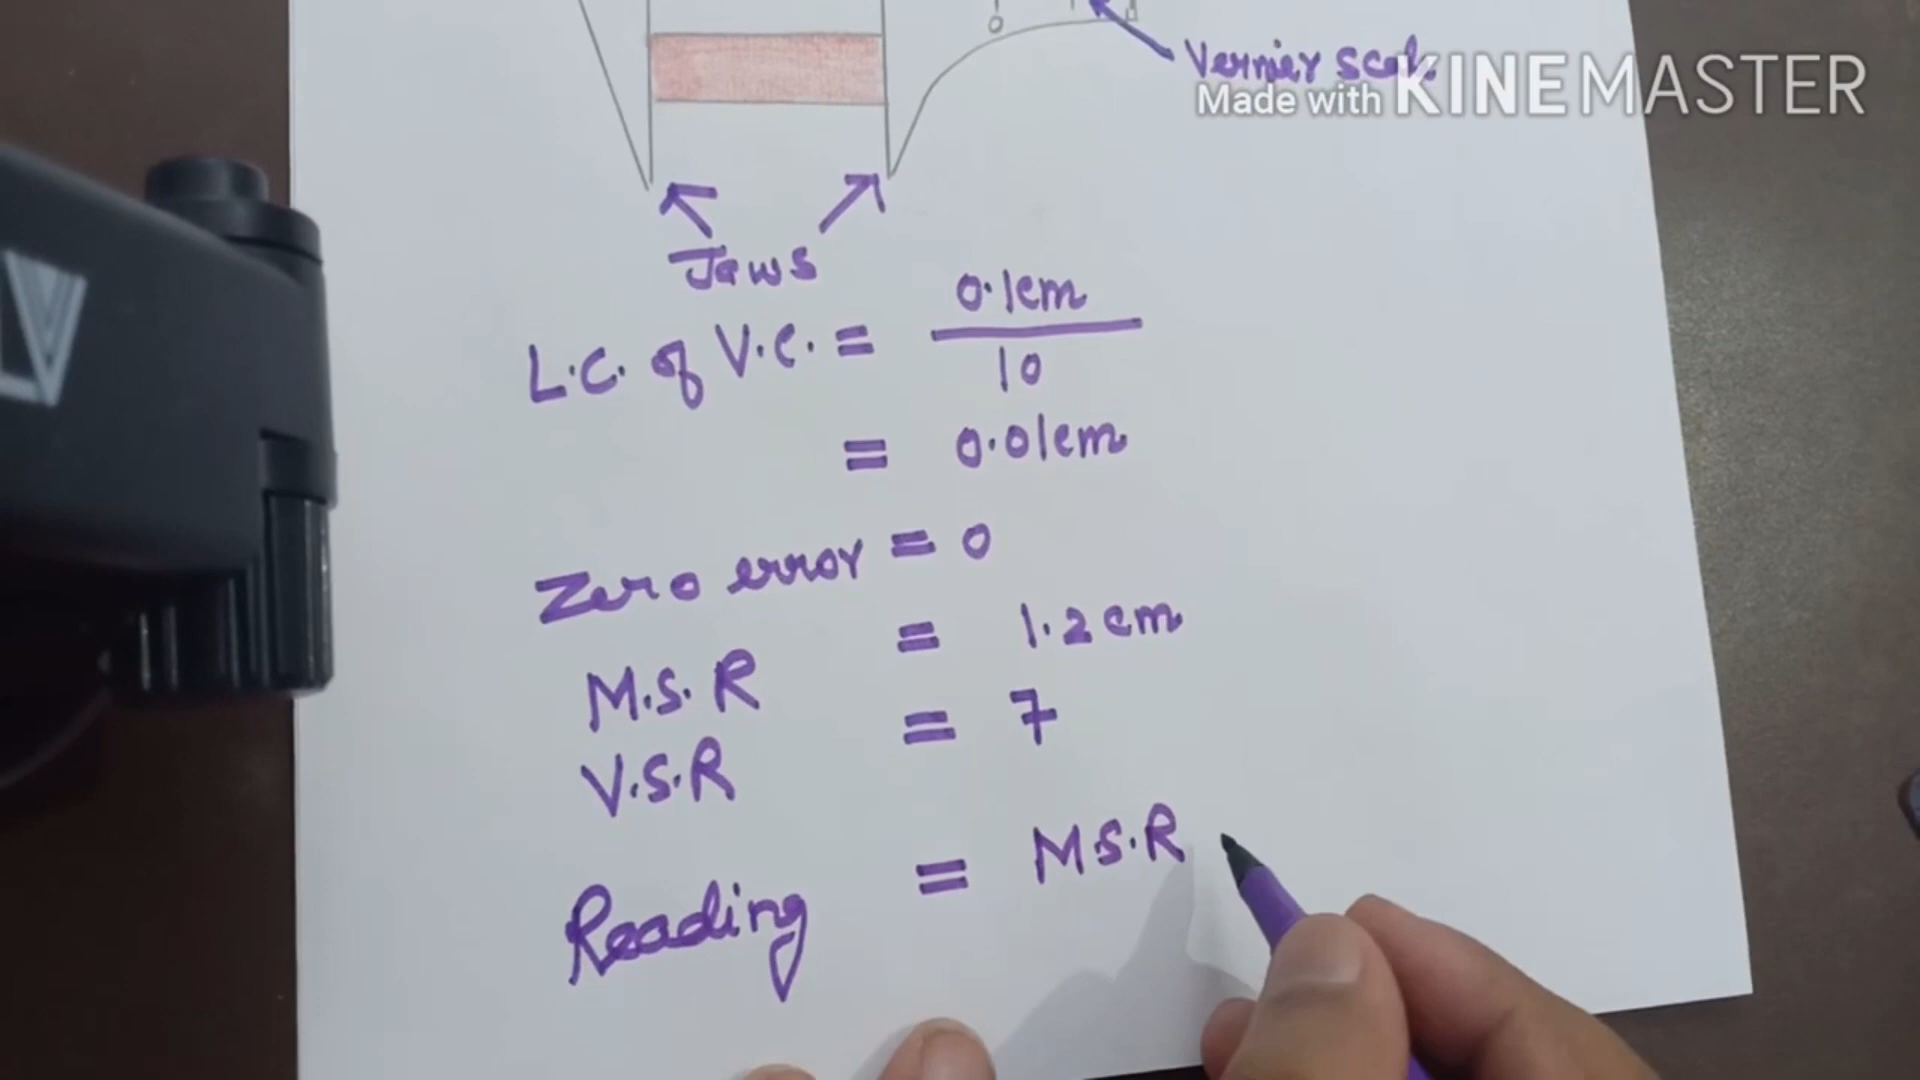 0
Vernier scale
Made with KINEMASTER
Jaws
L.C. of V.C. = 0.1cm
10
= 0.01cm
Zero error = 0
M.S.R = 1.2cm
V.S.R = 7
Reading = M.S.R